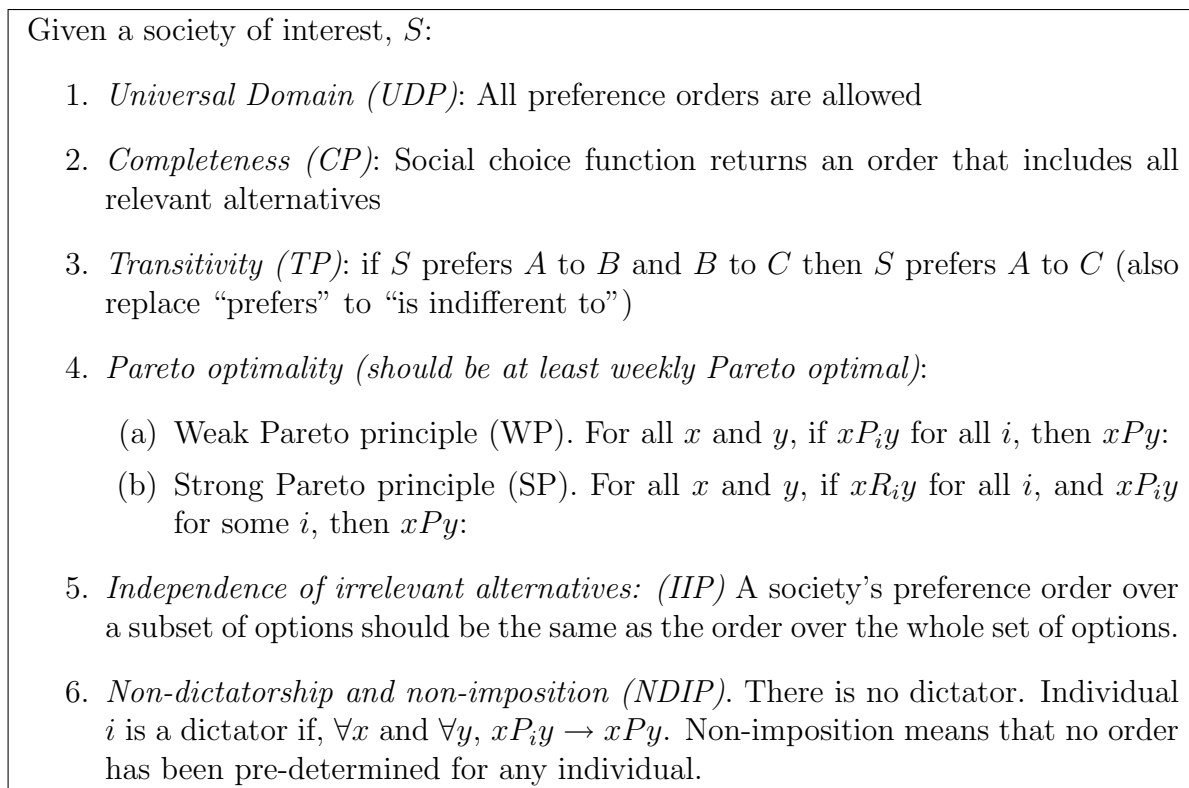 Given a society of interest, S:
1. Universal Domain (UDP): All preference orders are allowed
2. Completeness (CP): Social choice function returns an order that includes all
relevant alternatives
3. Transitivity (TP): if S prefers A to B and B to C then S prefers A to C (also
replace “prefers” to “is indifferent to”)
4. Pareto optimality (should be at least weekly Pareto optimal):
(a) Weak Pareto principle (WP). For all x and y, if xPᵢy for all i, then xPy:
(b) Strong Pareto principle (SP). For all x and y, if xRᵢy for all i, and xPᵢy
for some i, then xPy:
5. Independence of irrelevant alternatives: (IIP) A society’s preference order over
a subset of options should be the same as the order over the whole set of options.
6. Non-dictatorship and non-imposition (NDIP). There is no dictator. Individual
i is a dictator if, ∀x and ∀y, xPᵢy → xPy. Non-imposition means that no order
has been pre-determined for any individual.